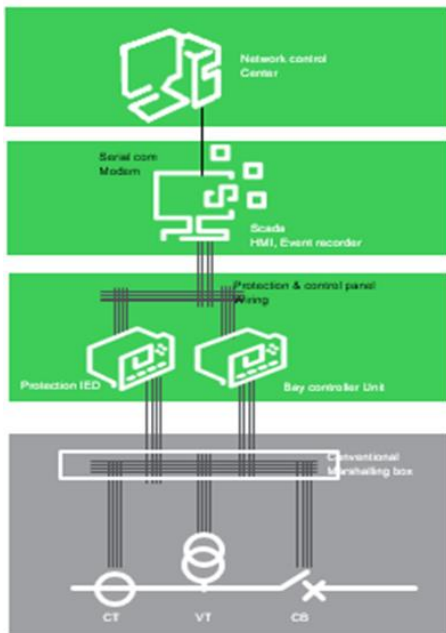 Network control
Center
Serial com
Modem
Scada
HMI, Event recorder
Protection & control panel
Wiring
Protection IED
Bay controller Unit
Conventional
Marshalling box
CT
VT
CB